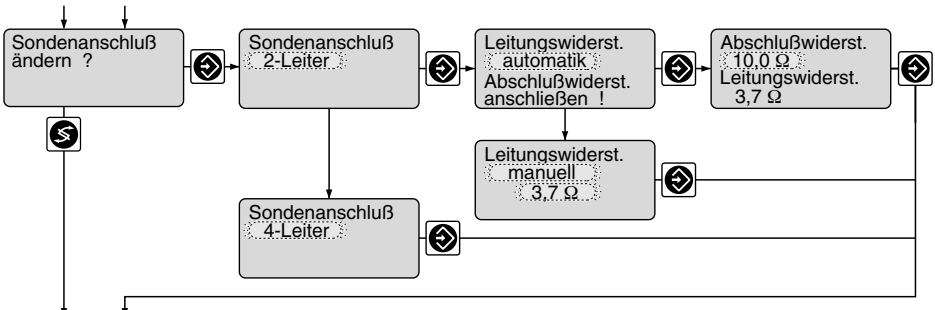 Sondenanschluß
ändern ?
Sondenanschluß
2-Leiter
Leitungswiderst.
automatik
Abschlußwiderst.
anschließen !
Abschlußwiderst.
10,0 Ω
Leitungswiderst.
3,7 Ω
Leitungswiderst.
manuell
3,7 Ω
Sondenanschluß
4-Leiter